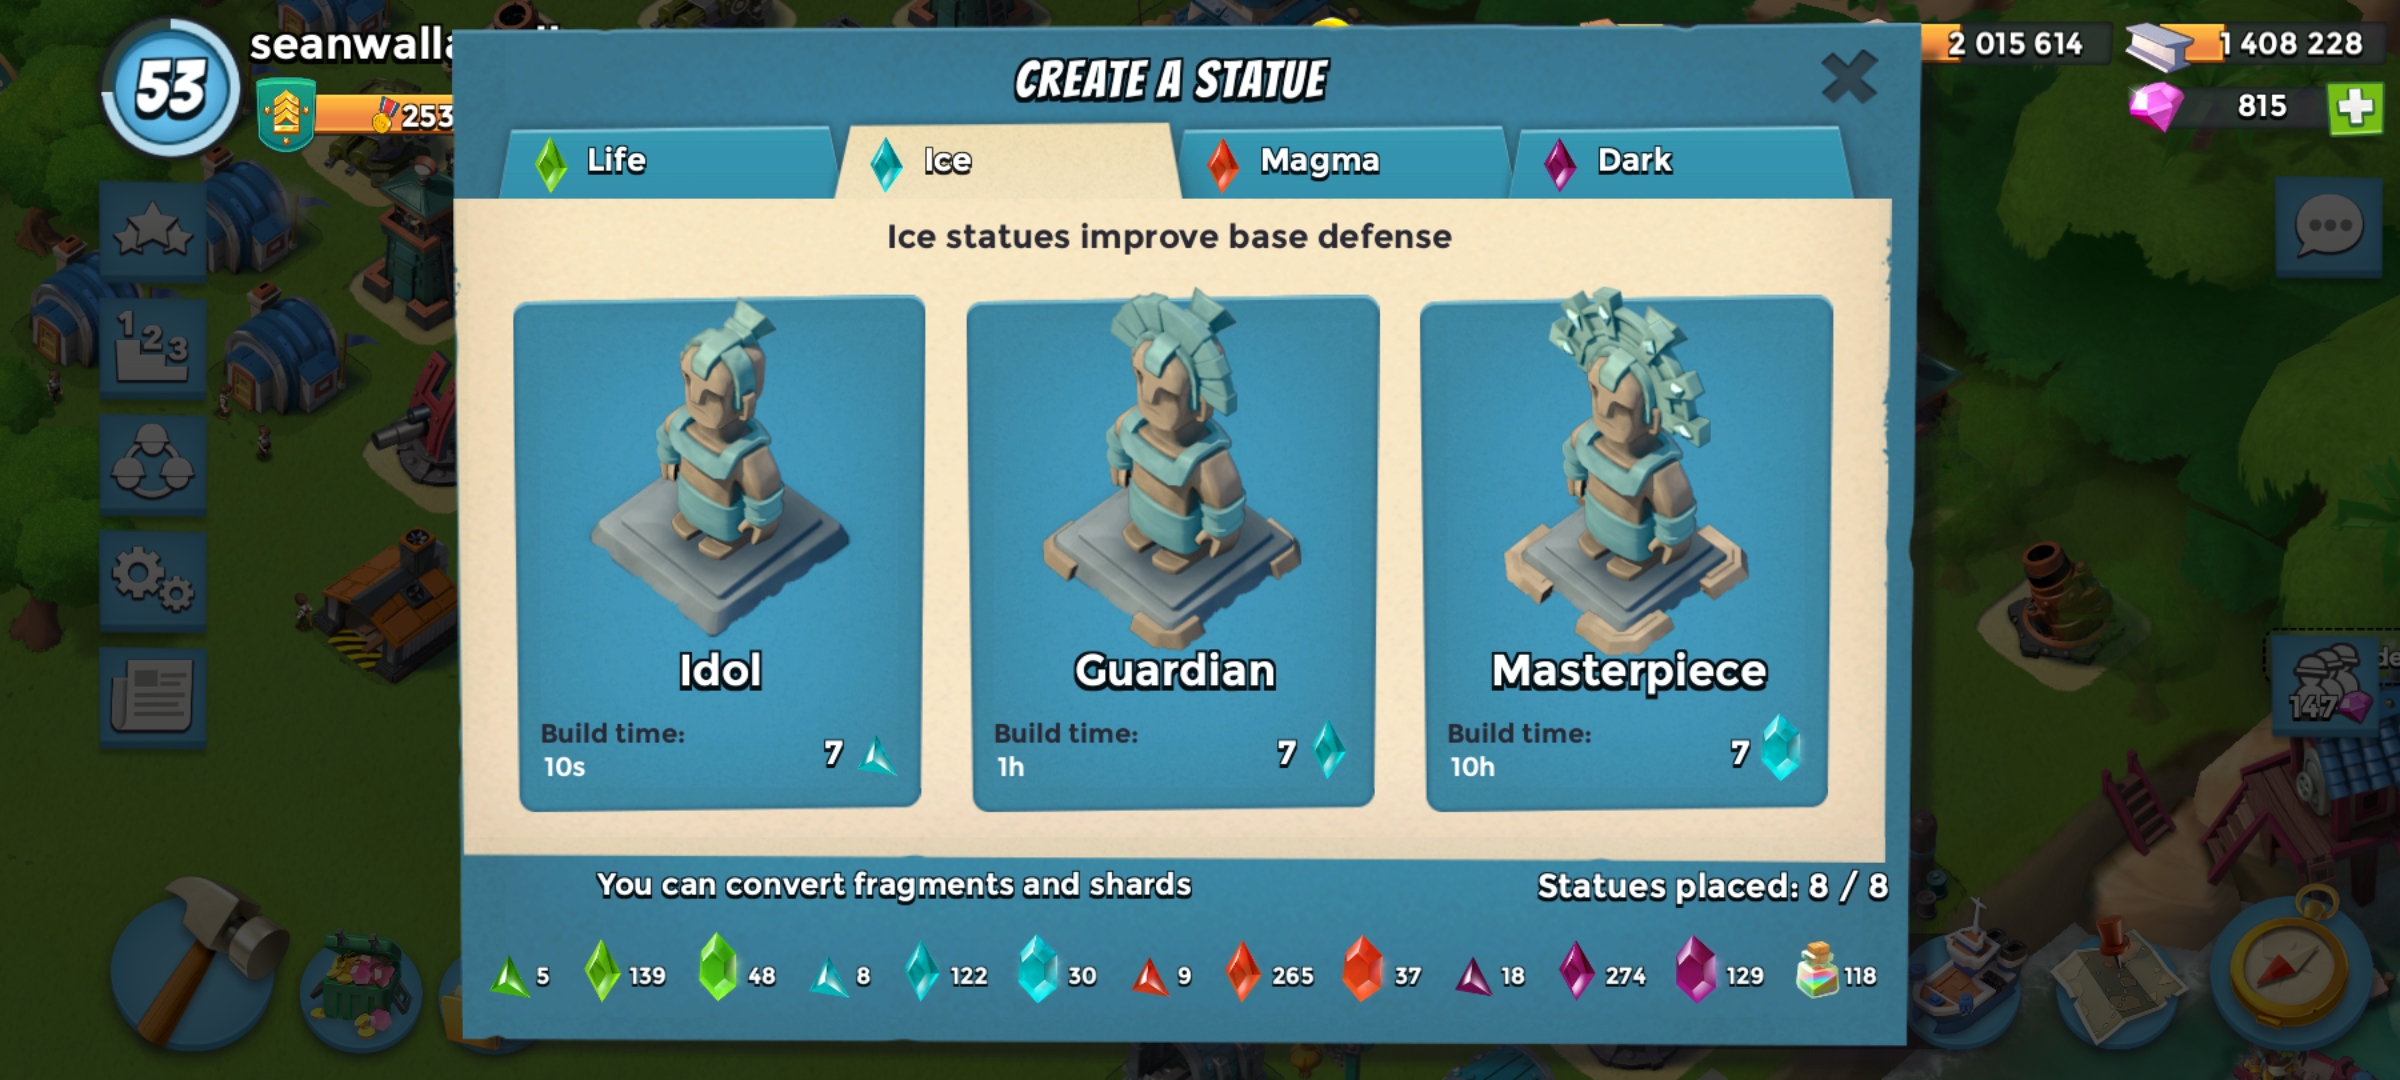 53
253
2 015 614
1 408 228
815
CREATE A STATUE
Life
Ice
Magma
Dark
Ice statues improve base defense
1 2 3
Idol
Build time:
10s
7
Guardian
Build time:
1h
7
Masterpiece
Build time:
10h
7
147
You can convert fragments and shards
Statues placed: 8 / 8
5 139 48 8 122 30 9 265 37 18 274 129 118